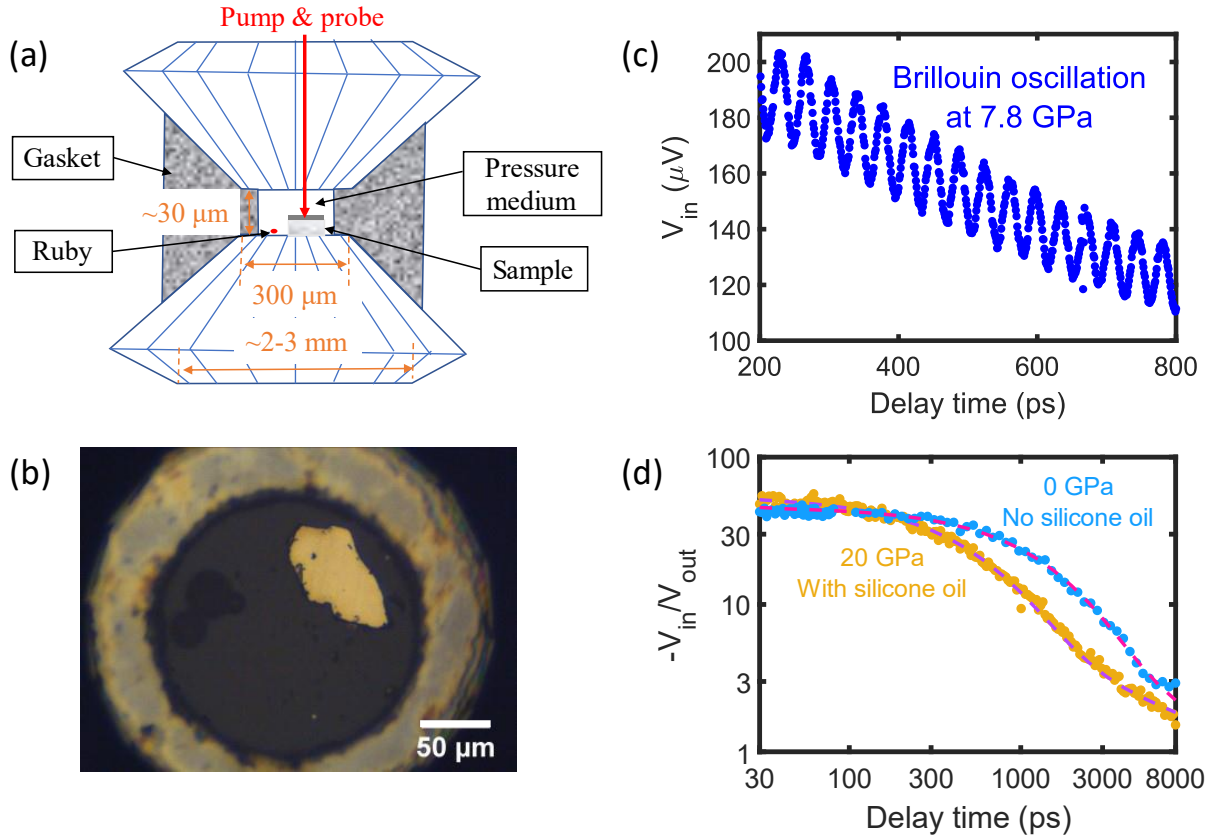 (a)
Pump & probe
Gasket
Pressure
medium
~30 µm
Ruby
Sample
300 µm
~2-3 mm
(b)
50 µm
(c)
Brillouin oscillation
at 7.8 GPa
V_in (µV)
200
180
160
140
120
100
200
400
600
800
Delay time (ps)
(d)
0 GPa
No silicone oil
20 GPa
With silicone oil
-V_in/V_out
100
30
10
3
1
30
100
300
1000
3000
8000
Delay time (ps)